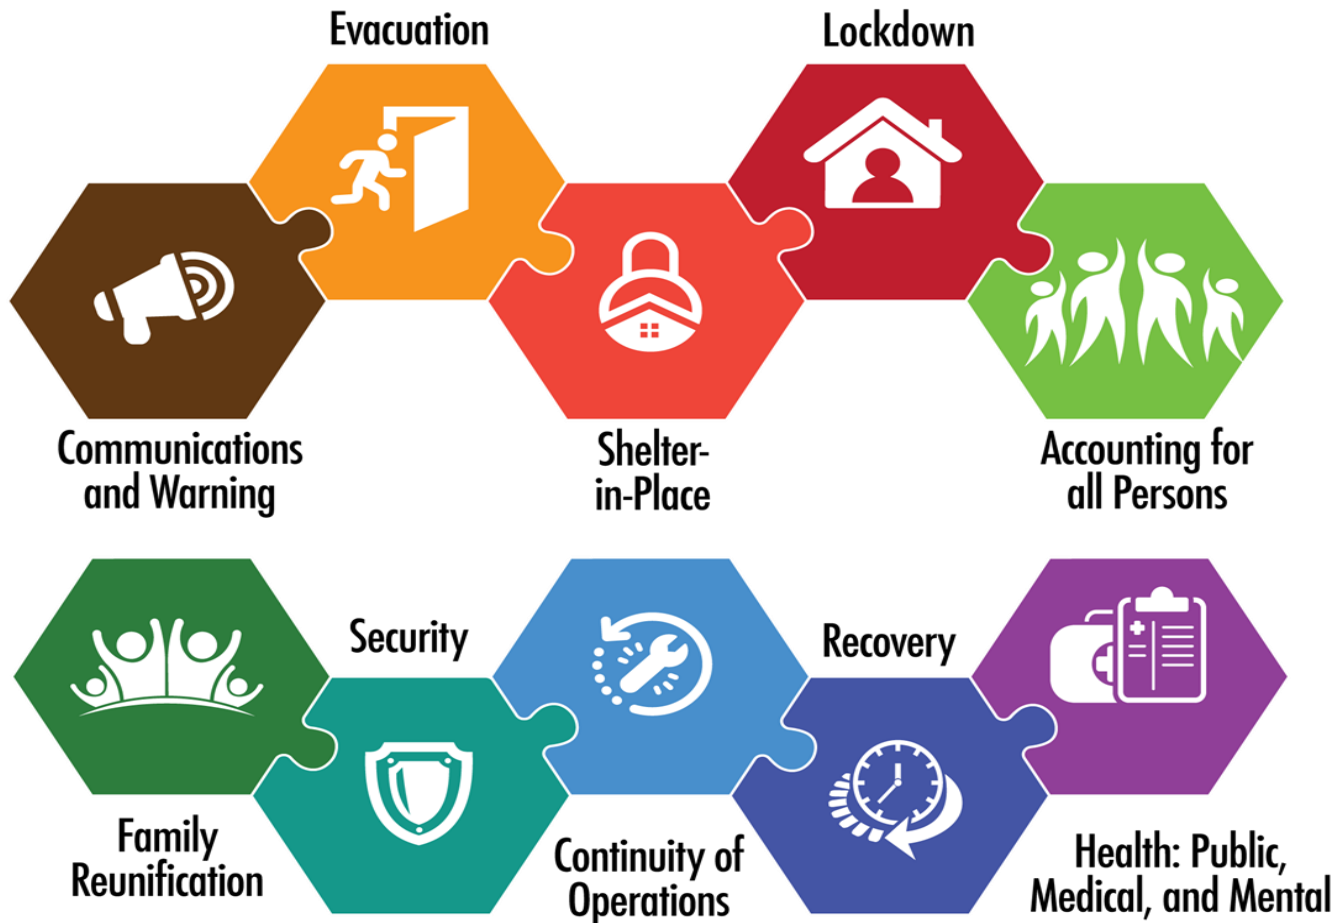 Evacuation
Lockdown
Communications
and Warning
Shelter-
in-Place
Accounting for
all Persons
Security
Recovery
Family
Reunification
Continuity of
Operations
Health: Public,
Medical, and Mental